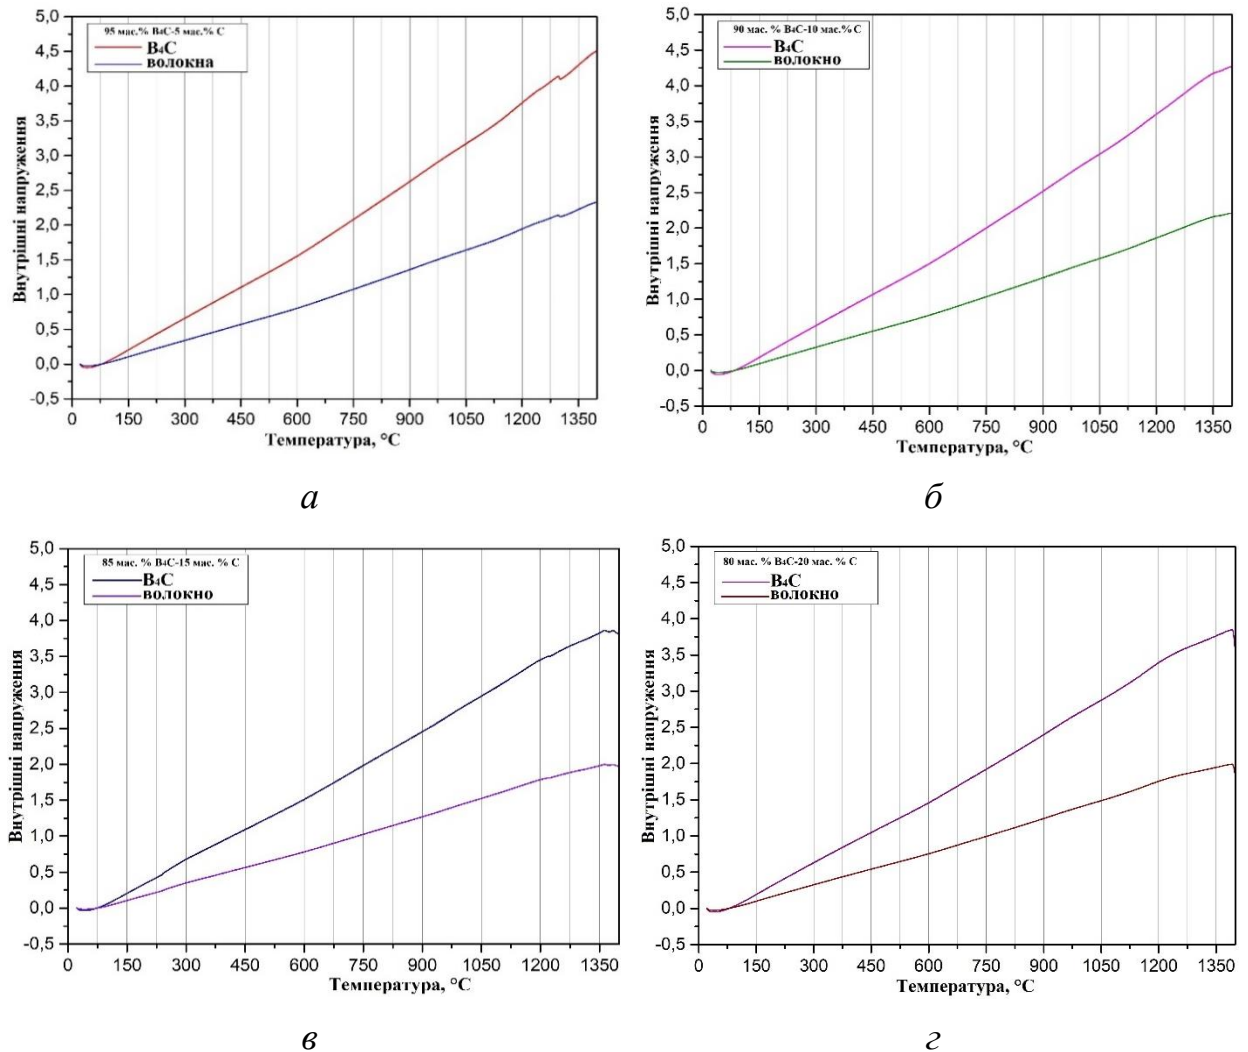 5,0
4,5
4,0
3,5
3,0
2,5
2,0
1,5
1,0
0,5
0,0
-0,5
Внутрішні напруження
95 мас.% B₄C-5 мас.% C
B₄C
волокна
0 150 300 450 600 750 900 1050 1200 1350
Температура, °C
а
5,0
4,5
4,0
3,5
3,0
2,5
2,0
1,5
1,0
0,5
0,0
-0,5
Внутрішні напруження
90 мас. % B₄C-10 мас.% C
B₄C
волокно
0 150 300 450 600 750 900 1050 1200 1350
Температура, °C
б
5,0
4,5
4,0
3,5
3,0
2,5
2,0
1,5
1,0
0,5
0,0
-0,5
Внутрішні напруження
85 мас. % B₄C-15 мас. % C
B₄C
волокно
0 150 300 450 600 750 900 1050 1200 1350
Температура, °C
в
5,0
4,5
4,0
3,5
3,0
2,5
2,0
1,5
1,0
0,5
0,0
-0,5
Внутрішні напруження
80 мас. % B₄C-20 мас. % C
B₄C
волокно
0 150 300 450 600 750 900 1050 1200 1350
Температура, °C
г